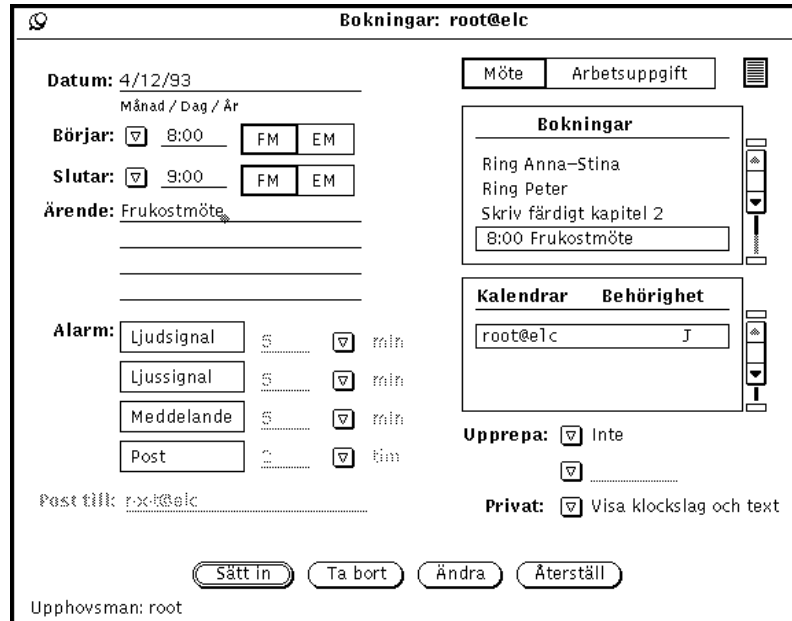 Bokningar: root@elc
Datum: 4/12/93
Månad / Dag / År
Börjar: 8:00 FM EM
Slutar: 9:00 FM EM
Ärende: Frukostmöte
Alarm: Ljudsignal 5 min
Ljussignal 5 min
Meddelande 5 min
Post 2 tim
Post till:
Möte Arbetsuppgift
Bokningar
Ring Anna-Stina
Ring Peter
Skriv färdigt kapitel 2
8:00 Frukostmöte
Kalendrar Behörighet
root@elc J
Upprepa: Inte
Privat: Visa klockslag och text
Sätt in Ta bort Ändra Återställ
Upphovsman: root